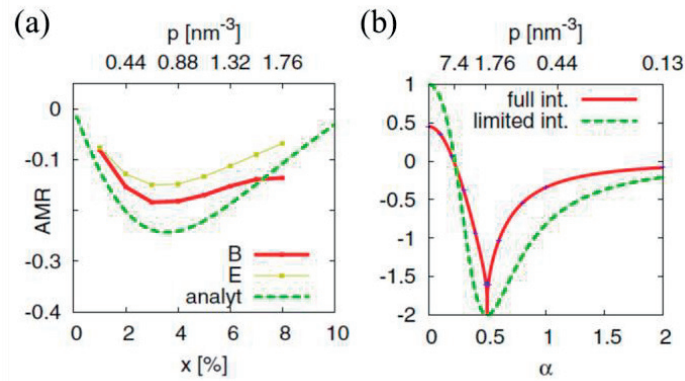 (a)
p [nm⁻³]
0.44 0.88 1.32 1.76
0
-0.1
-0.2
-0.3
-0.4
AMR
B
E
analyt
0 2 4 6 8 10
x [%]
(b)
p [nm⁻³]
7.4 1.76 0.44 0.13
full int.
limited int.
1
0.5
0
-0.5
-1
-1.5
-2
0 0.5 1 1.5 2
α